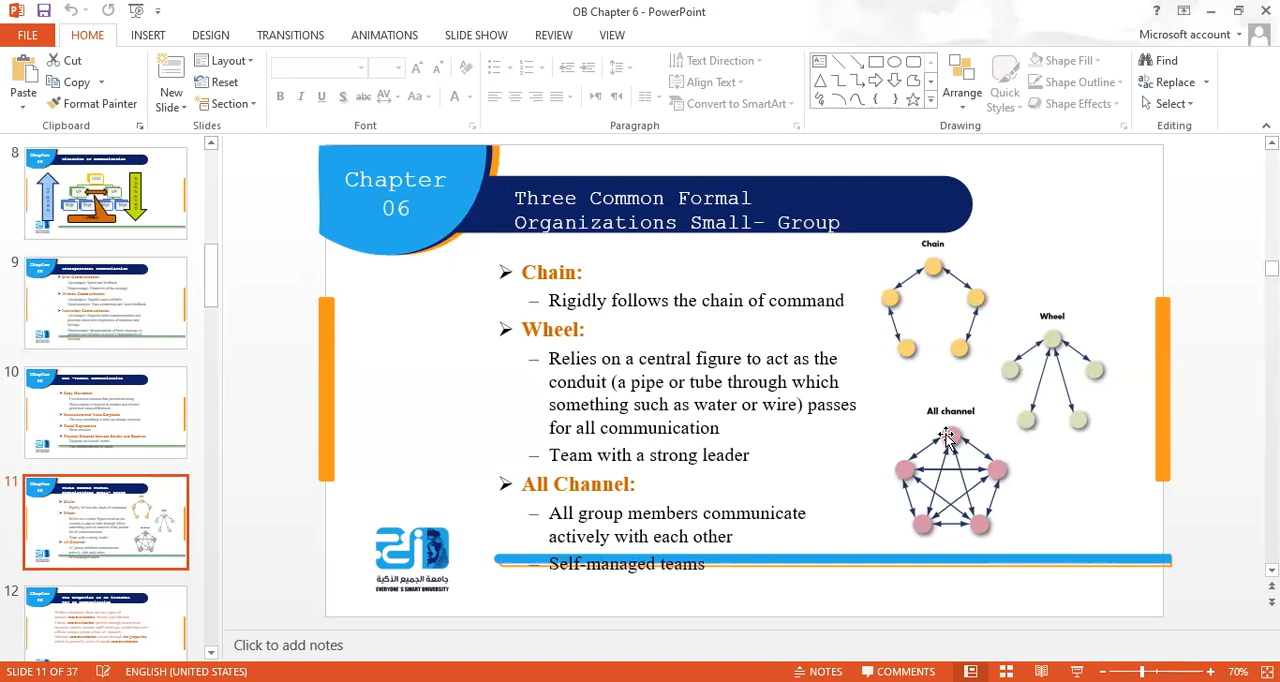 OB Chapter 6 - PowerPoint
FILE HOME INSERT DESIGN TRANSITIONS ANIMATIONS SLIDE SHOW REVIEW VIEW
Microsoft account
Paste
Cut
Copy
Format Painter
Clipboard
New
Slide
Layout
Reset
Section
Slides
Font
Text Direction
Align Text
Convert to SmartArt
Paragraph
Arrange
Quick
Styles
Shape Fill
Shape Outline
Shape Effects
Drawing
Find
Replace
Select
Editing
8
9
10
11
12
Chapter
06
Three Common Formal
Organizations Small- Group
➢ Chain:
– Rigidly follows the chain of command
➢ Wheel:
– Relies on a central figure to act as the
conduit (a pipe or tube through which
something such as water or wire) passes
for all communication
– Team with a strong leader
➢ All Channel:
– All group members communicate
actively with each other
– Self-managed teams
Chain
Wheel
All channel
جامعة الجميع الذكية
EVERYONE'S SMART UNIVERSITY
Click to add notes
SLIDE 11 OF 37 ENGLISH (UNITED STATES) NOTES COMMENTS 70%